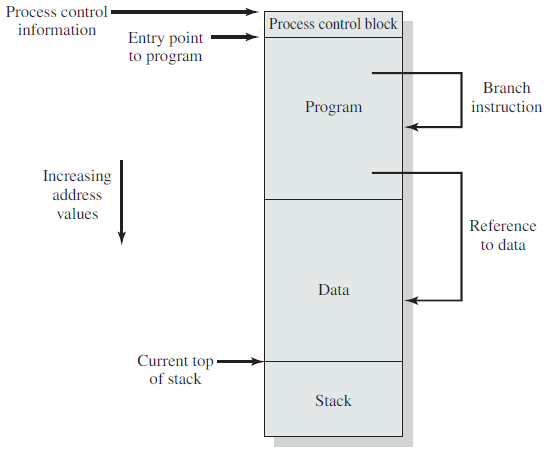 Process control
information
Process control block
Entry point
to program
Branch
instruction
Program
Increasing
address
values
Reference
to data
Data
Current top
of stack
Stack